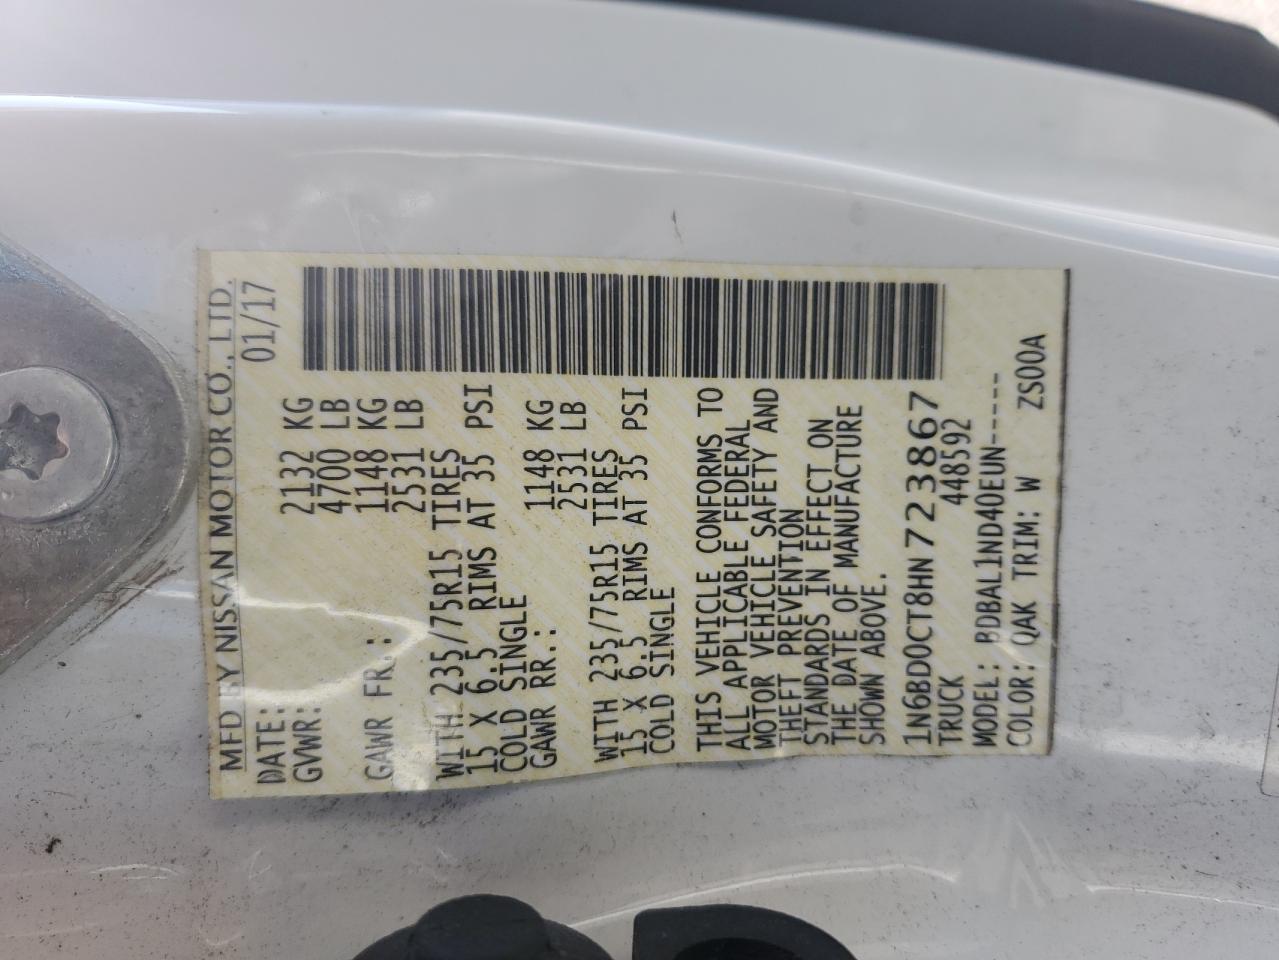 MFD BY NISSAN MOTOR CO., LTD.
DATE: 01/17
GVWR: 2132 KG
4700 LB
GAWR FR.: 1148 KG
2531 LB
WITH 235/75R15 TIRES
15 X 6.5 RIMS AT 35 PSI
COLD SINGLE
GAWR RR.: 1148 KG
2531 LB
WITH 235/75R15 TIRES
15 X 6.5 RIMS AT 35 PSI
COLD SINGLE
THIS VEHICLE CONFORMS TO
ALL APPLICABLE FEDERAL
MOTOR VEHICLE SAFETY AND
THEFT PREVENTION
STANDARDS IN EFFECT ON
THE DATE OF MANUFACTURE
SHOWN ABOVE.
1N6BD0CT8HN723867
TRUCK 448592
MODEL: BDBAL1ND40EUN-----
COLOR: QAK TRIM: W ZS00A